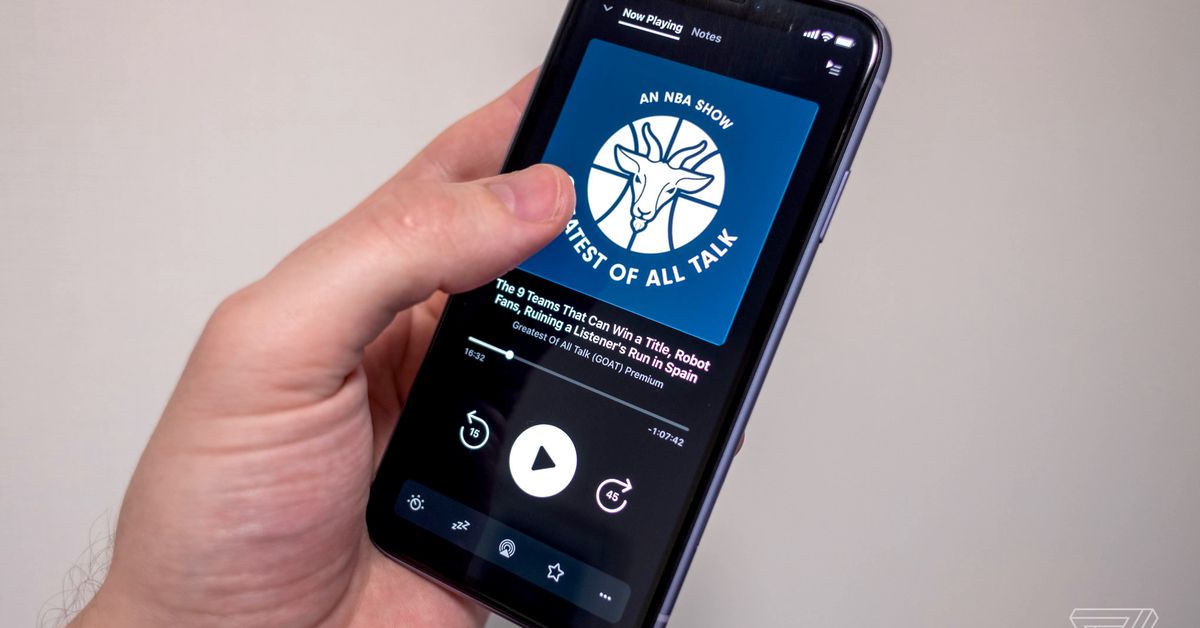 Now Playing Notes
AN NBA SHOW
ATEST OF ALL TALK
The 9 Teams That Can Win a Title, Robot
Fans, Ruining a Listener's Run in Spain
Greatest Of All Talk (GOAT) Premium
16:32
-1:07:42
15
45
zzZ